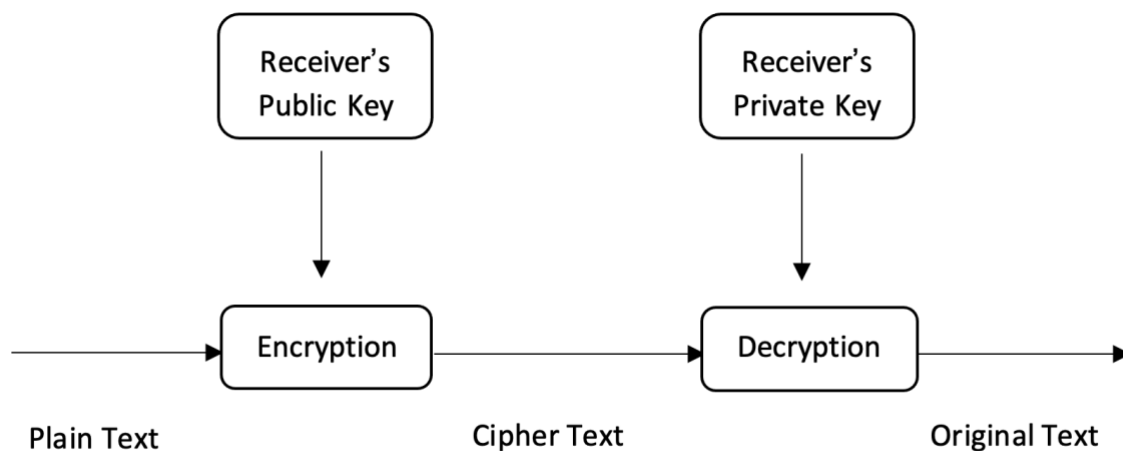 Receiver’s
Public Key
Receiver’s
Private Key
Encryption
Decryption
Plain Text
Cipher Text
Original Text